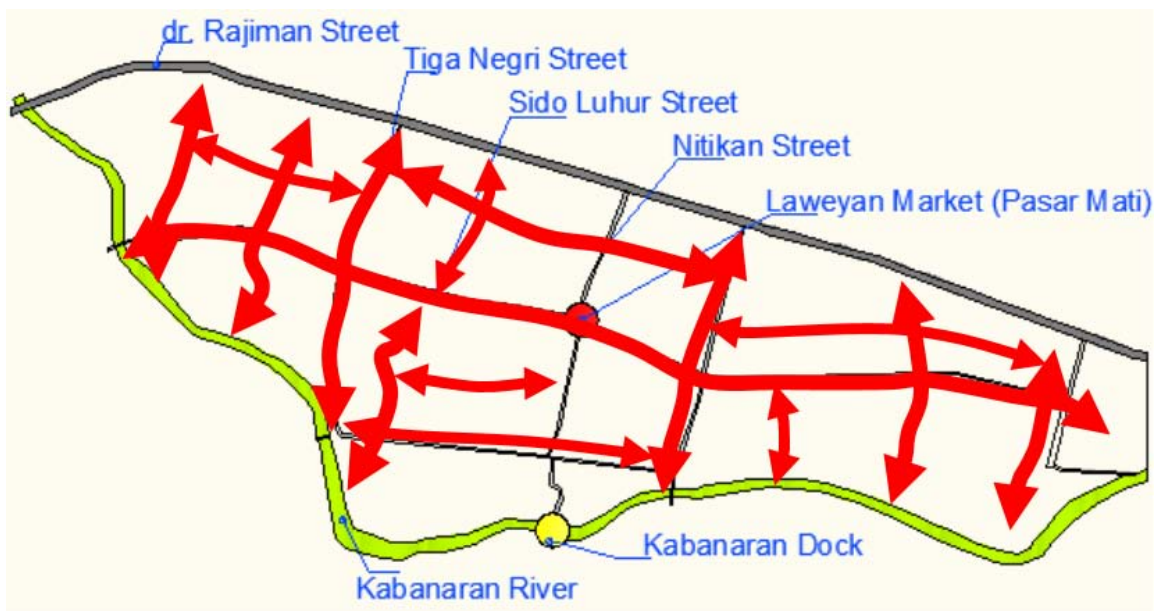 dr. Rajiman Street
Tiga Negri Street
Sido Luhur Street
Nitikan Street
Laweyan Market (Pasar Mati)
Kabanaran Dock
Kabanaran River